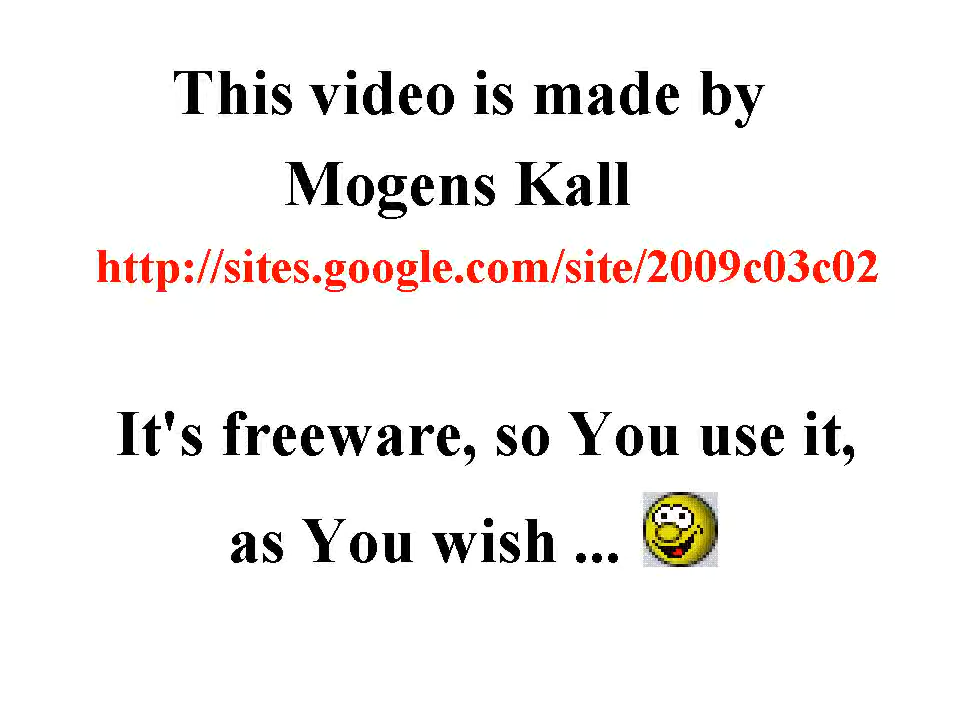 This video is made by
Mogens Kall
http://sites.google.com/site/2009c03c02
It's freeware, so You use it,
as You wish ...